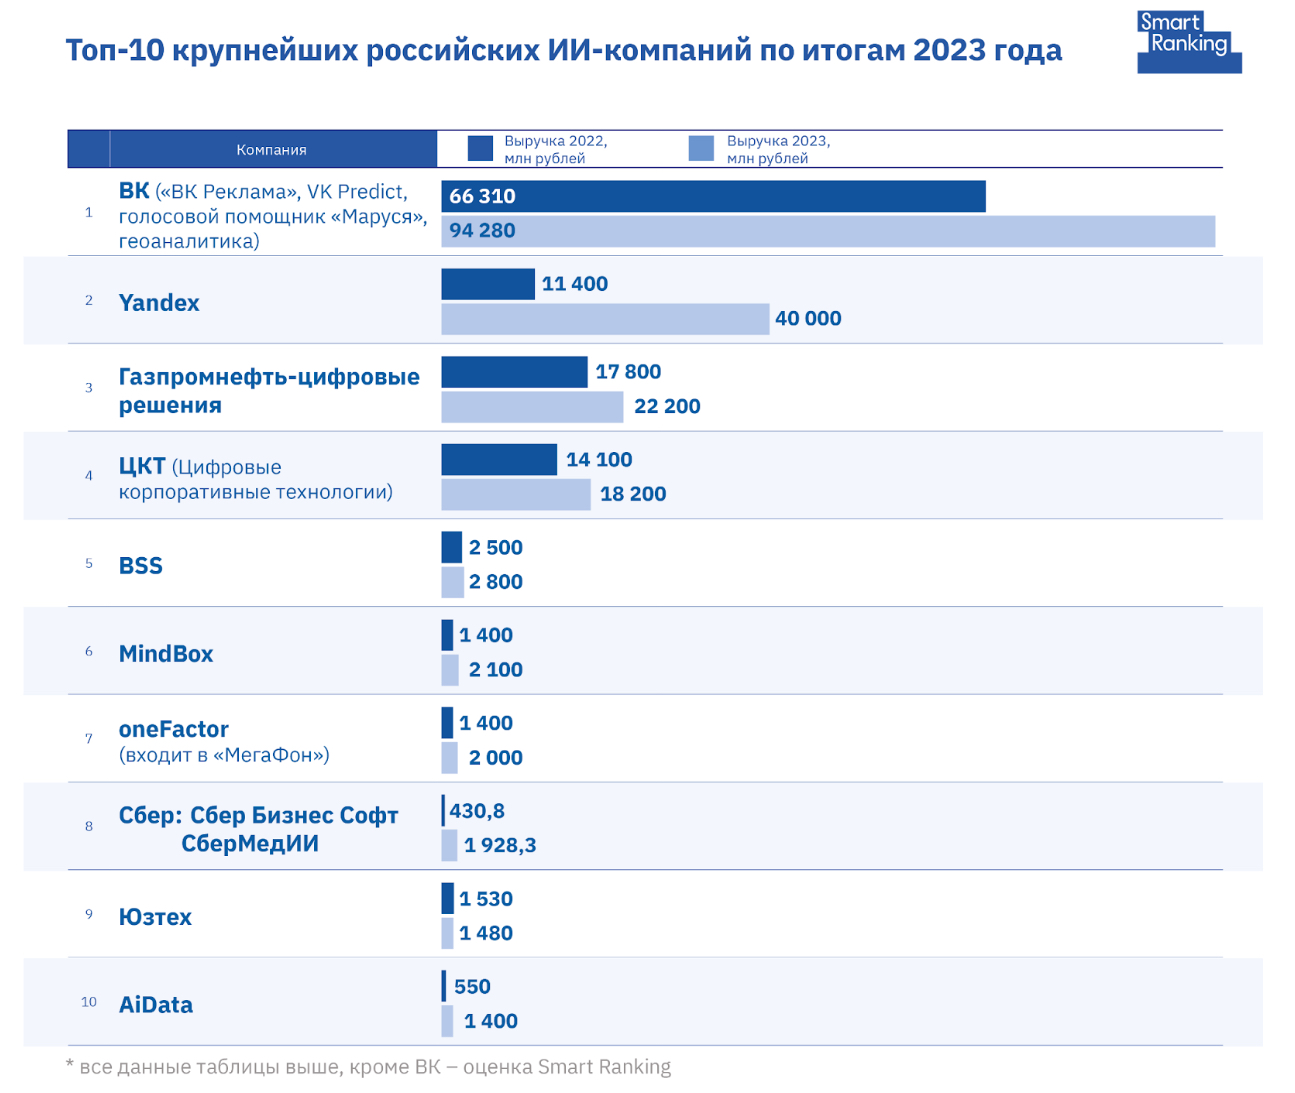 Smart
Ranking
Топ-10 крупнейших российских ИИ-компаний по итогам 2023 года
Компания
Выручка 2022,
млн рублей
Выручка 2023,
млн рублей
1
ВК («ВК Реклама», VK Predict,
голосовой помощник «Маруся»,
геоаналитика)
66 310
94 280
2
Yandex
11 400
40 000
3
Газпромнефть-цифровые
решения
17 800
22 200
4
ЦКТ (Цифровые
корпоративные технологии)
14 100
18 200
5
BSS
2 500
2 800
6
MindBox
1 400
2 100
7
oneFactor
(входит в «МегаФон»)
1 400
2 000
8
Сбер: Сбер Бизнес Софт
СберМедИИ
430,8
1 928,3
9
Юзтех
1 530
1 480
10
AiData
550
1 400
* все данные таблицы выше, кроме ВК – оценка Smart Ranking